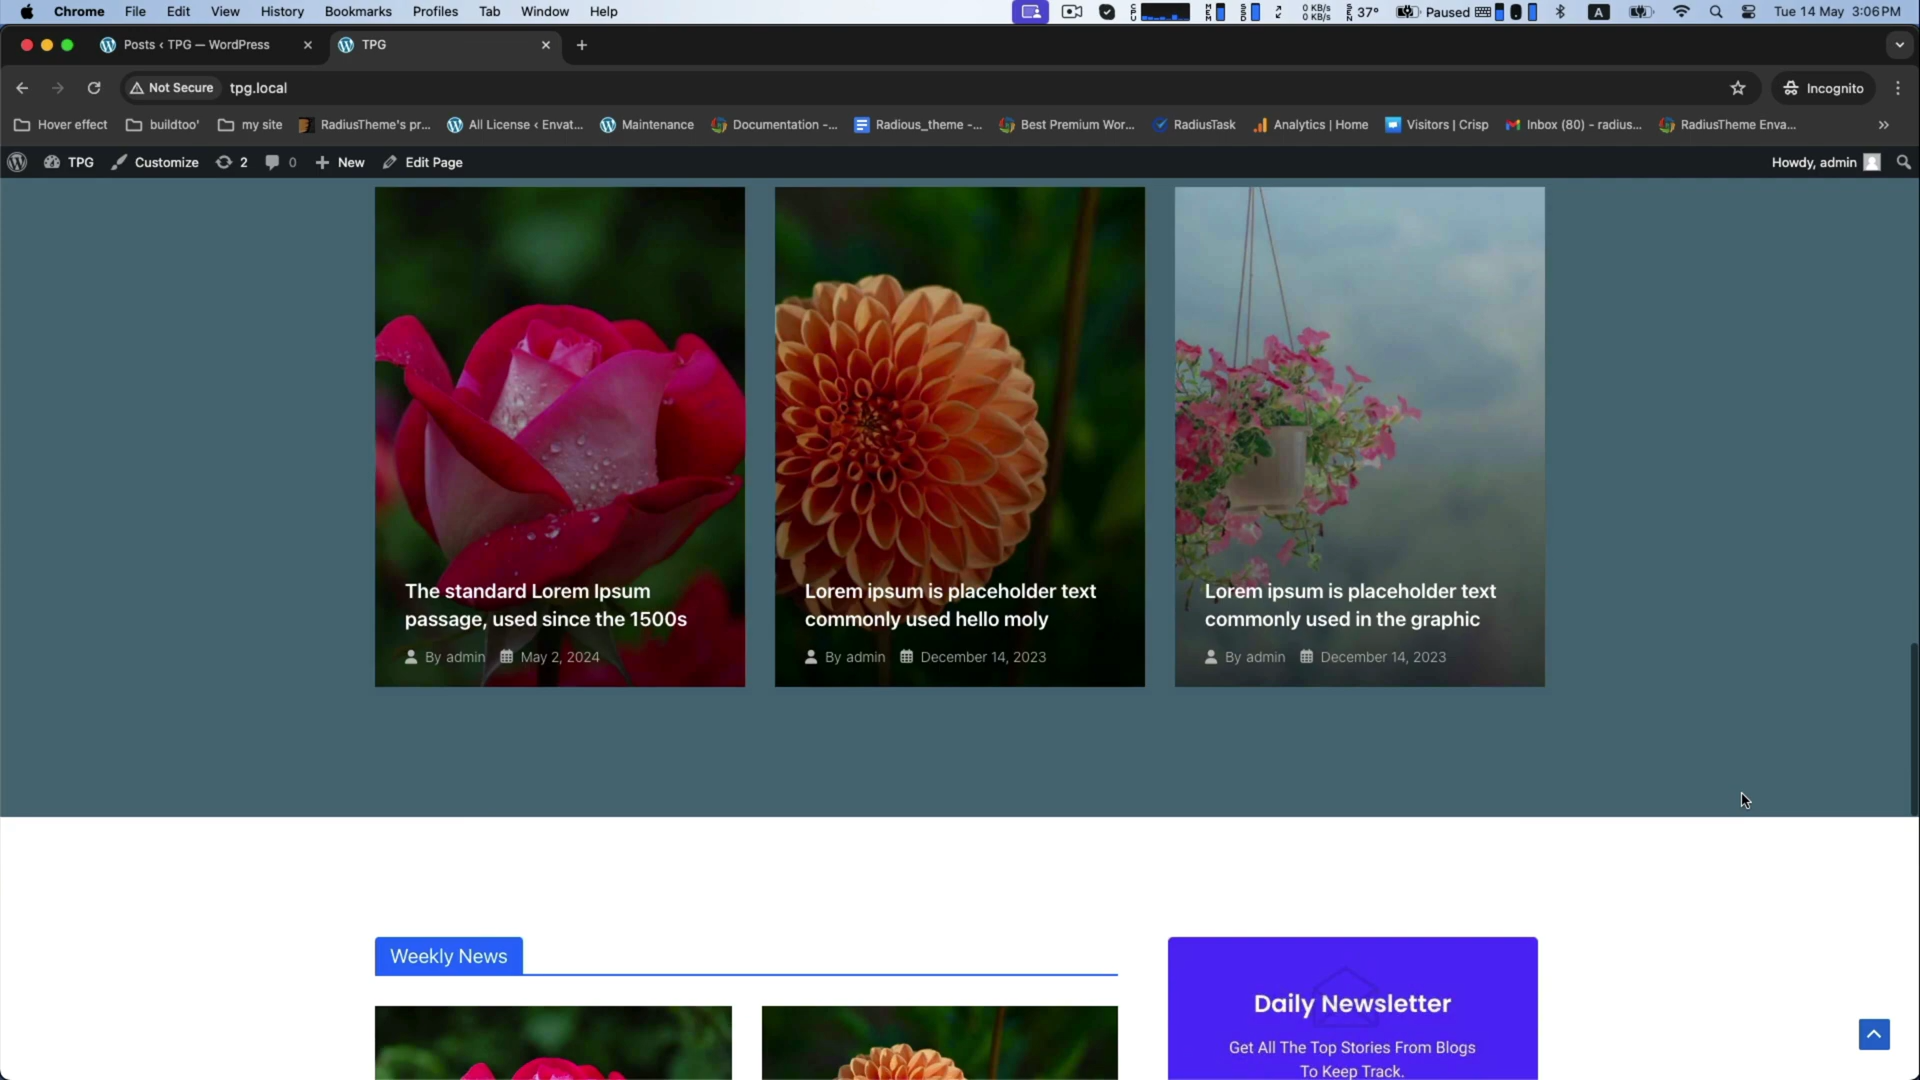 Chrome File Edit View History Bookmarks Profiles Tab Window Help
0 KB/s
0 KB/s
37° Paused A Tue 14 May 3:06 PM
Posts ‹ TPG — WordPress
TPG
Not Secure tpg.local Incognito
Hover effect buildtoo' my site RadiusTheme's pr... All License ‹ Envat... Maintenance Documentation -... Radious_theme -... Best Premium Wor... RadiusTask Analytics | Home Visitors | Crisp Inbox (80) - radius... RadiusTheme Enva... »
TPG Customize 2 0 New Edit Page Howdy, admin
The standard Lorem Ipsum
passage, used since the 1500s
By admin May 2, 2024
Lorem ipsum is placeholder text
commonly used hello moly
By admin December 14, 2023
Lorem ipsum is placeholder text
commonly used in the graphic
By admin December 14, 2023
Weekly News
Daily Newsletter
Get All The Top Stories From Blogs
To Keep Track.